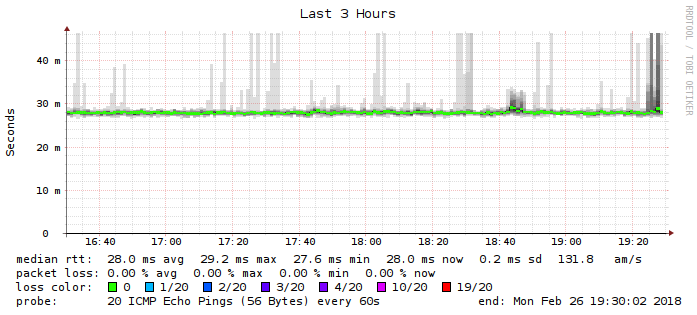 Last 3 Hours
RRDTOOL / TOBI OETIKER
Seconds
40 m
30 m
20 m
10 m
0
16:40 17:00 17:20 17:40 18:00 18:20 18:40 19:00 19:20
median rtt: 28.0 ms avg 29.2 ms max 27.6 ms min 28.0 ms now 0.2 ms sd 131.8 am/s
packet loss: 0.00 % avg 0.00 % max 0.00 % min 0.00 % now
loss color: 0 1/20 2/20 3/20 4/20 10/20 19/20
probe: 20 ICMP Echo Pings (56 Bytes) every 60s end: Mon Feb 26 19:30:02 2018